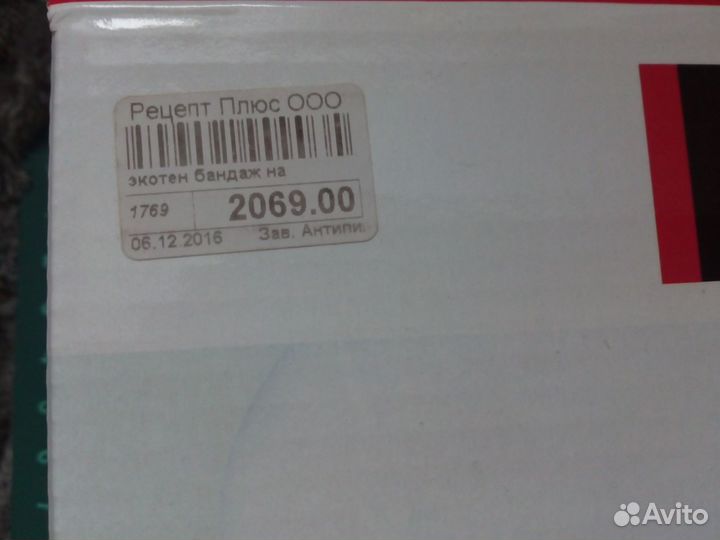 Рецепт Плюс ООО
экотен бандаж на
1769 2069.00
06.12.2016 Зав. Антипи.
Avito